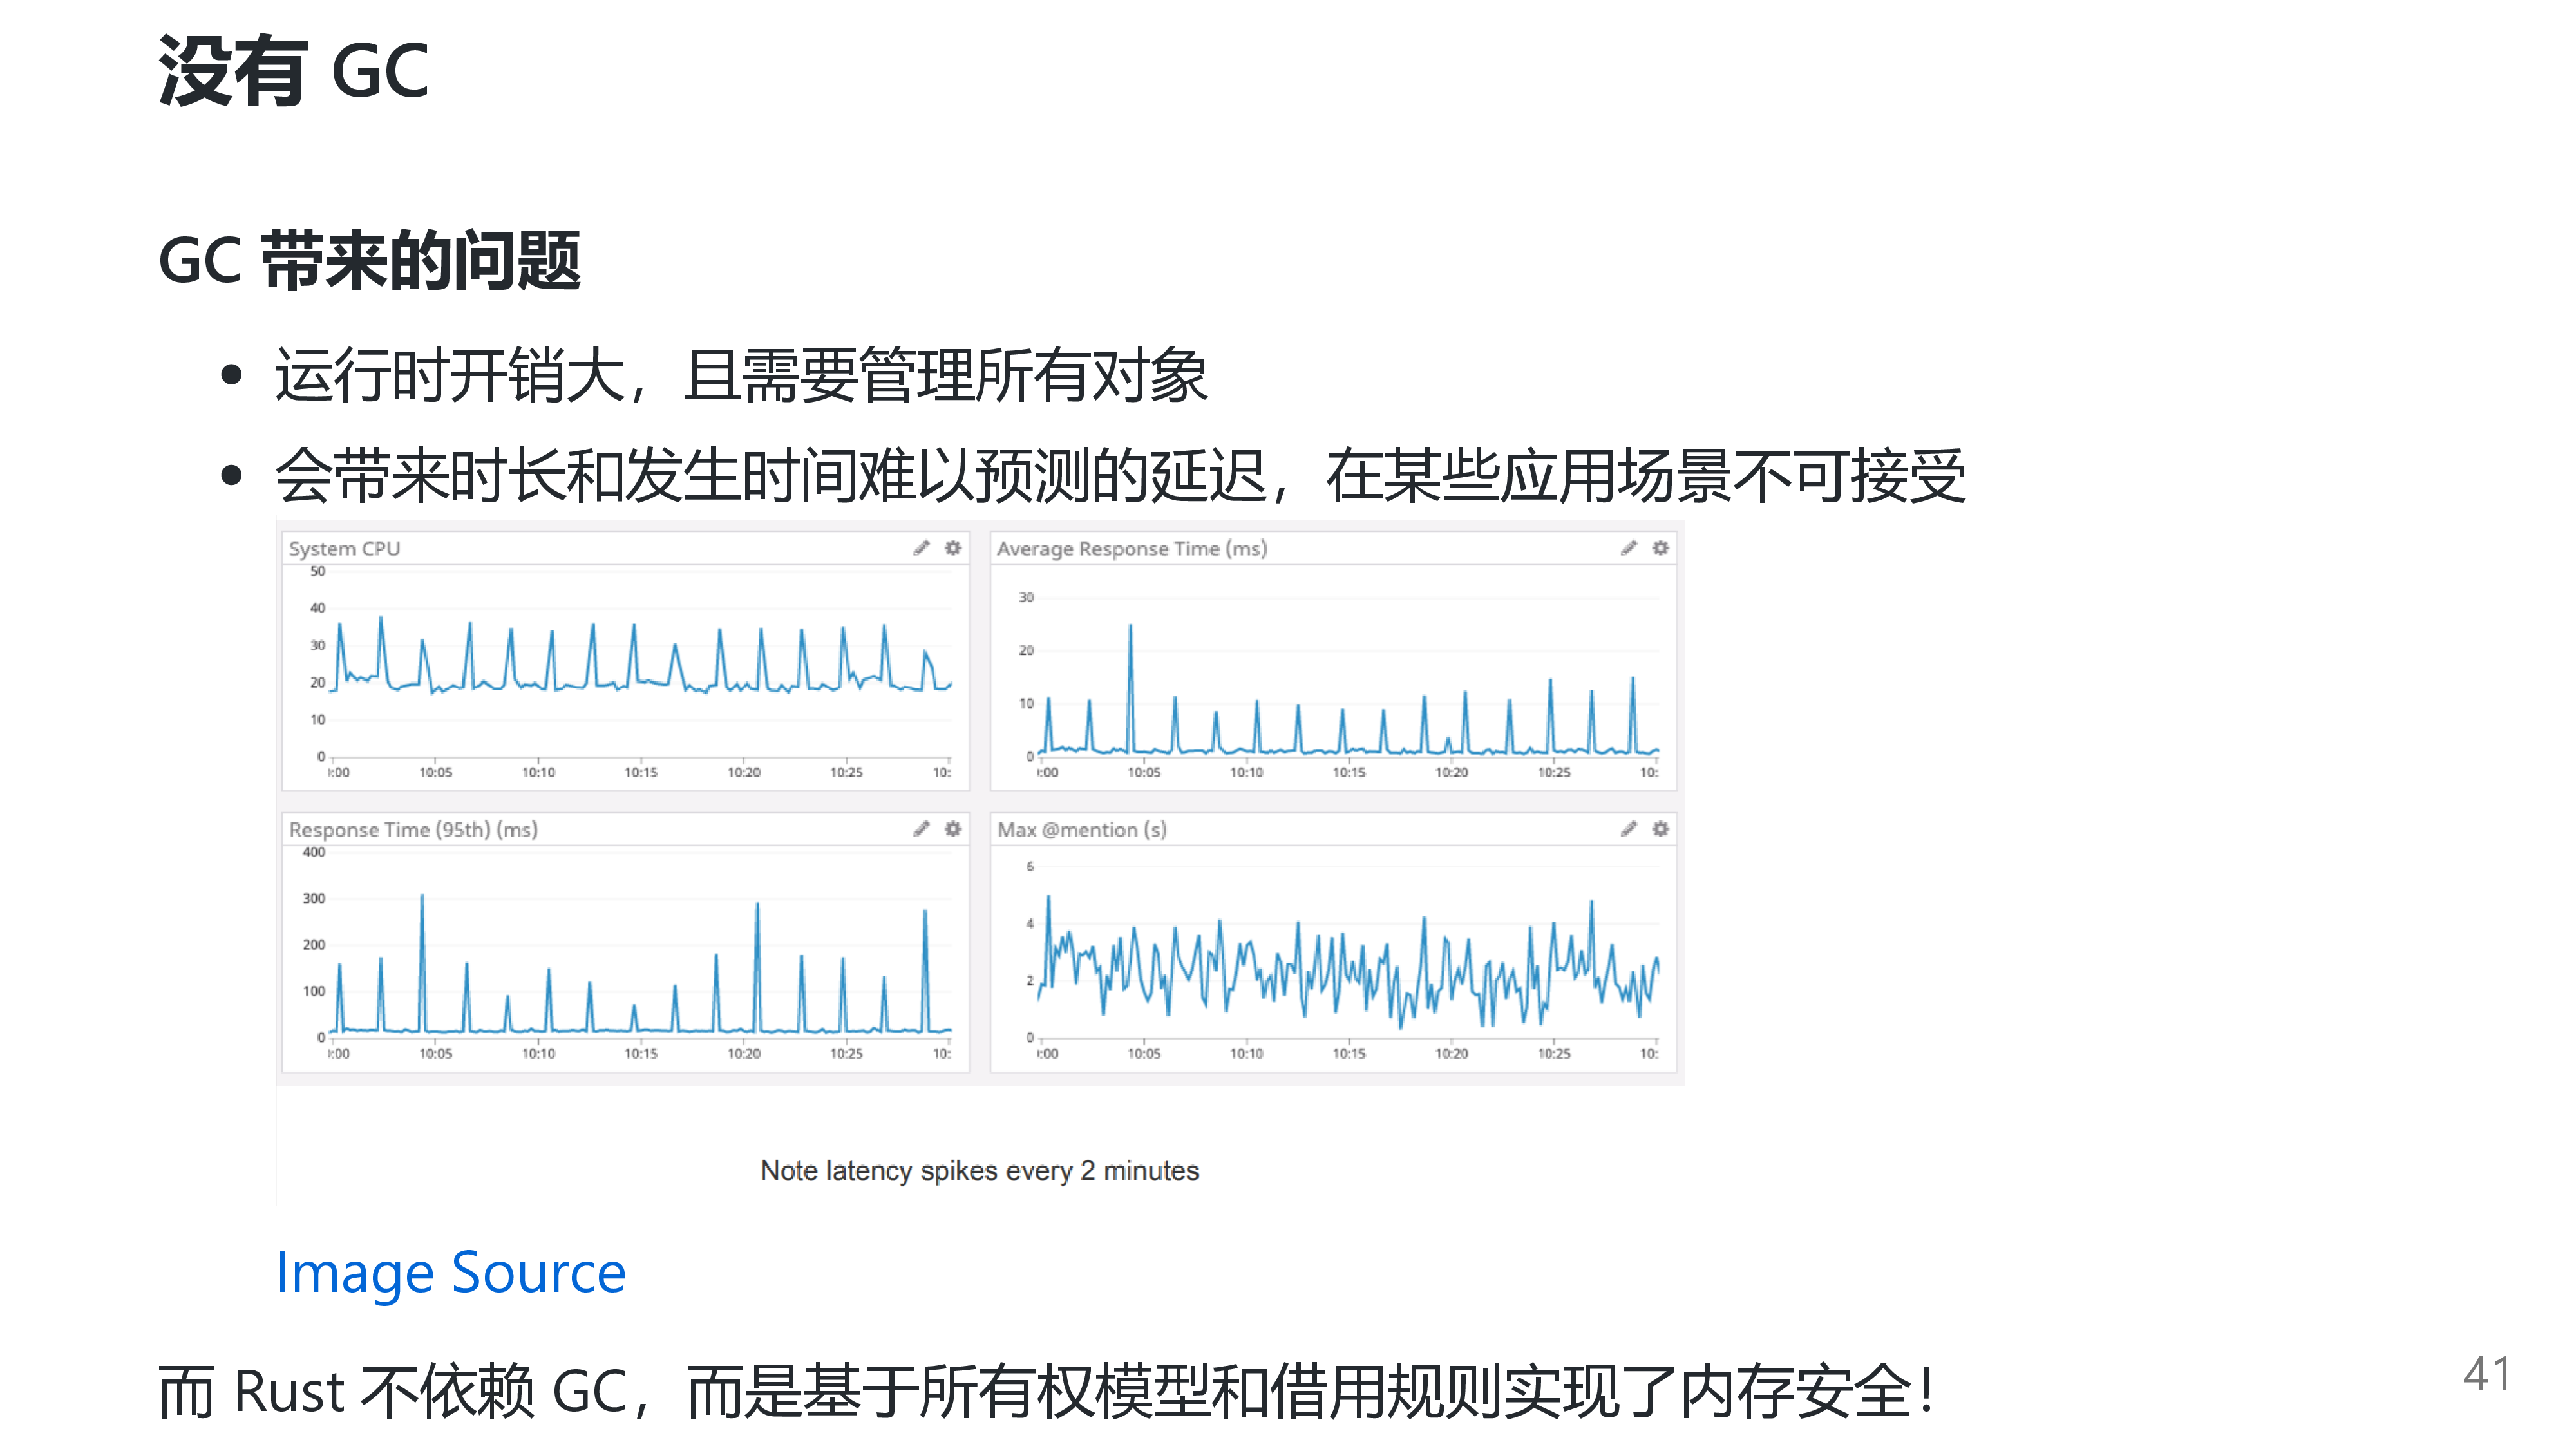 没有 GC
GC 带来的问题
• 运行时开销大，且需要管理所有对象
• 会带来时长和发生时间难以预测的延迟，在某些应用场景不可接受
System CPU
50
40
30
20
10
0
):00 10:05 10:10 10:15 10:20 10:25 10:
Average Response Time (ms)
30
20
10
0
:00 10:05 10:10 10:15 10:20 10:25 10:
Response Time (95th) (ms)
400
300
200
100
0
):00 10:05 10:10 10:15 10:20 10:25 10:
Max @mention (s)
6
4
2
0
:00 10:05 10:10 10:15 10:20 10:25 10:
Note latency spikes every 2 minutes
Image Source
而 Rust 不依赖 GC，而是基于所有权模型和借用规则实现了内存安全！
41